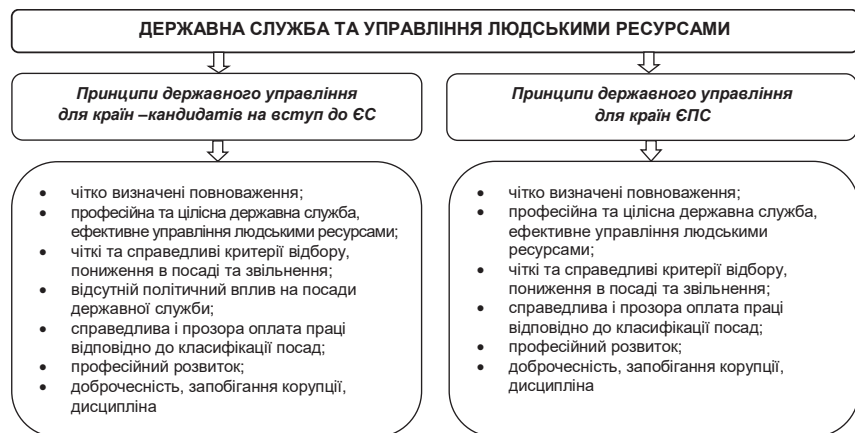 ДЕРЖАВНА СЛУЖБА ТА УПРАВЛІННЯ ЛЮДСЬКИМИ РЕСУРСАМИ
Принципи державного управління
для країн –кандидатів на вступ до ЄС
• чітко визначені повноваження;
• професійна та цілісна державна служба,
ефективне управління людськими ресурсами;
• чіткі та справедливі критерії відбору,
пониження в посаді та звільнення;
• відсутній політичний вплив на посади
державної служби;
• справедлива і прозора оплата праці
відповідно до класифікації посад;
• професійний розвиток;
• доброчесність, запобігання корупції,
дисципліна
Принципи державного управління
для країн ЄПС
• чітко визначені повноваження;
• професійна та цілісна державна служба,
ефективне управління людськими
ресурсами;
• чіткі та справедливі критерії відбору,
пониження в посаді та звільнення;
• справедлива і прозора оплата праці
відповідно до класифікації посад;
• професійний розвиток;
• доброчесність, запобігання корупції,
дисципліна